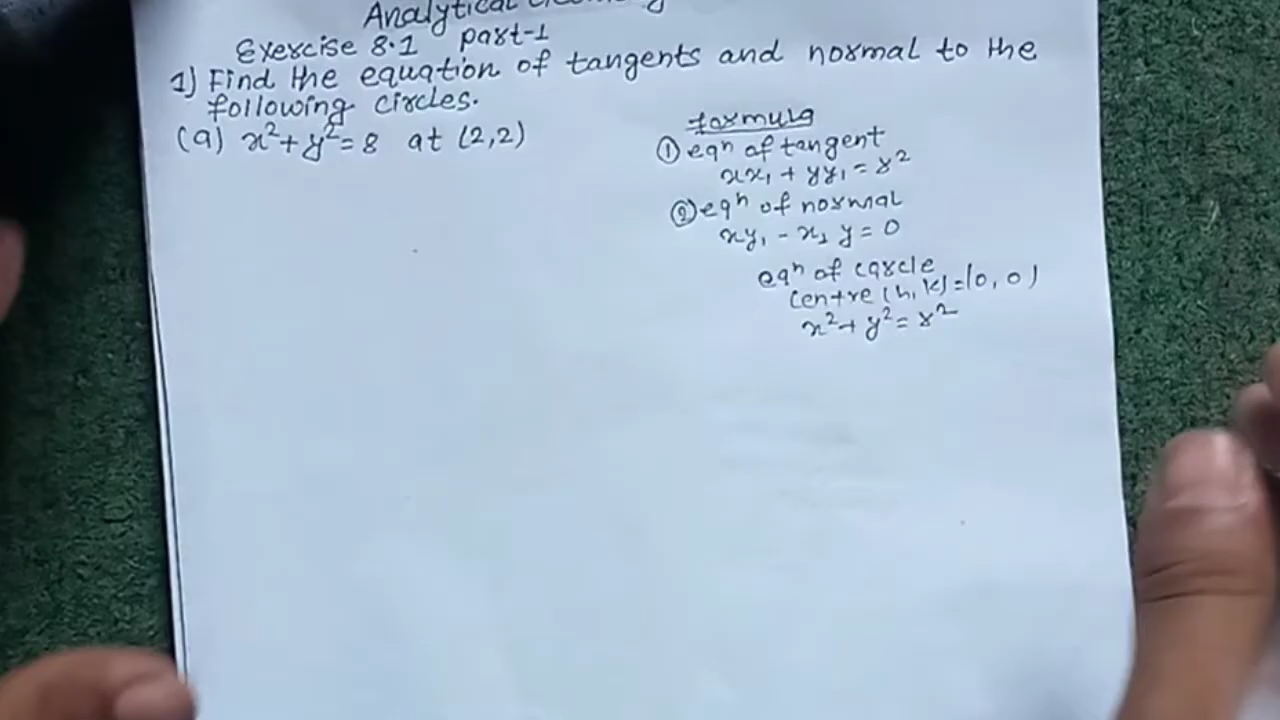 Analytical
Exercise 8.1 part-1
1) Find the equation of tangents and normal to the
following circles.
(a) x²+y²=8 at (2,2)
formula
① eqⁿ of tangent
xx₁ + yy₁ = r²
② eqⁿ of normal
xy₁ - x₁ y = 0
eqⁿ of circle
centre (h, k) = (0, 0)
x² + y² = r²